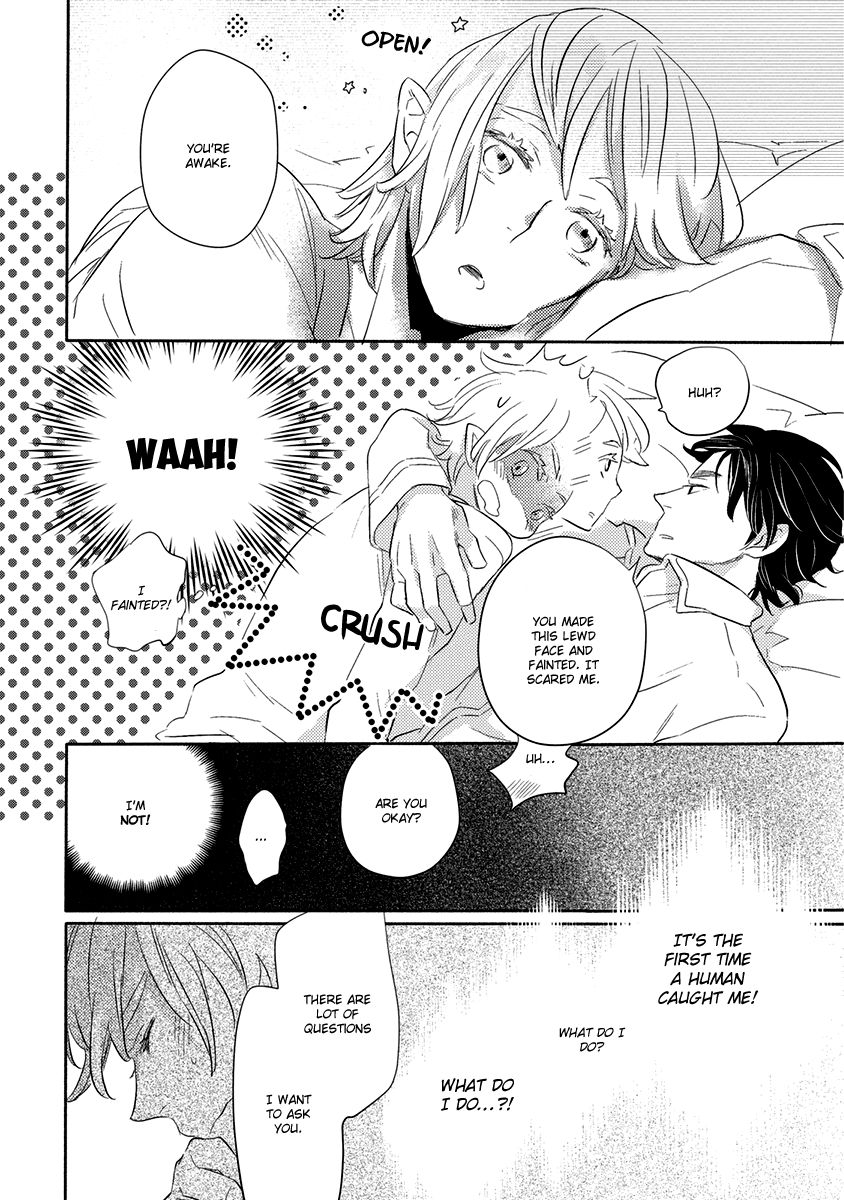 OPEN!
YOU'RE
AWAKE.
HUH?
WAAH!
YOU MADE
THIS LEWD
FACE AND
FAINTED. IT
SCARED ME.
I
FAINTED?!
CRUSH
UH...
ARE YOU
OKAY?
...
I'M
NOT!
IT'S THE
FIRST TIME
A HUMAN
CAUGHT ME!
WHAT DO I
DO?
WHAT DO
I DO...?!
THERE ARE
LOT OF
QUESTIONS
I WANT
TO ASK
YOU.